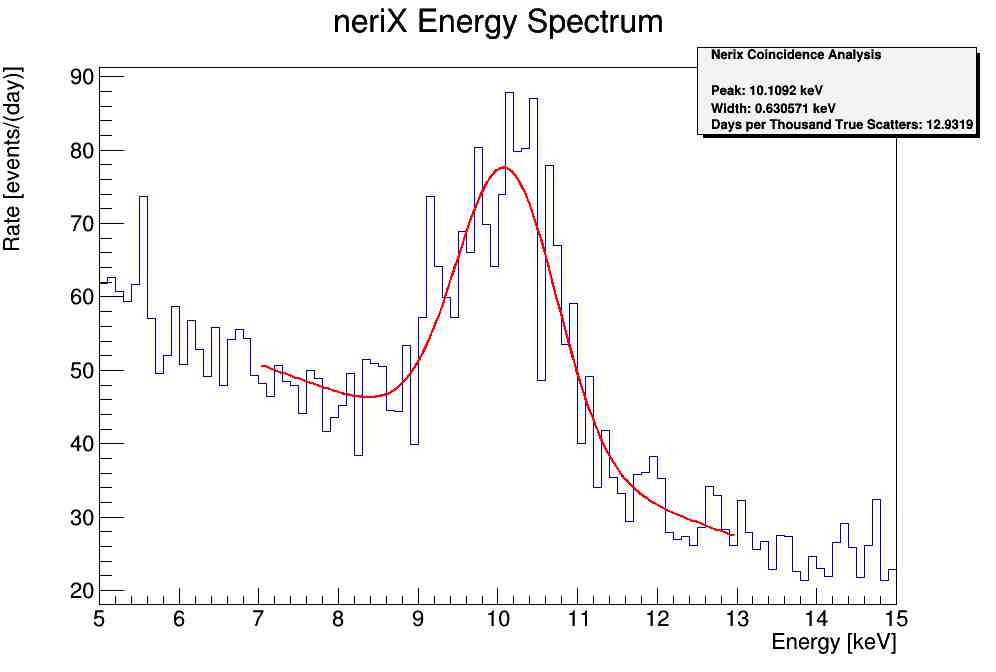 neriX Energy Spectrum
Nerix Coincidence Analysis
Peak: 10.1092 keV
Width: 0.630571 keV
Days per Thousand True Scatters: 12.9319
Rate [events/(day)]
90
80
70
60
50
40
30
20
5 6 7 8 9 10 11 12 13 14 15
Energy [keV]